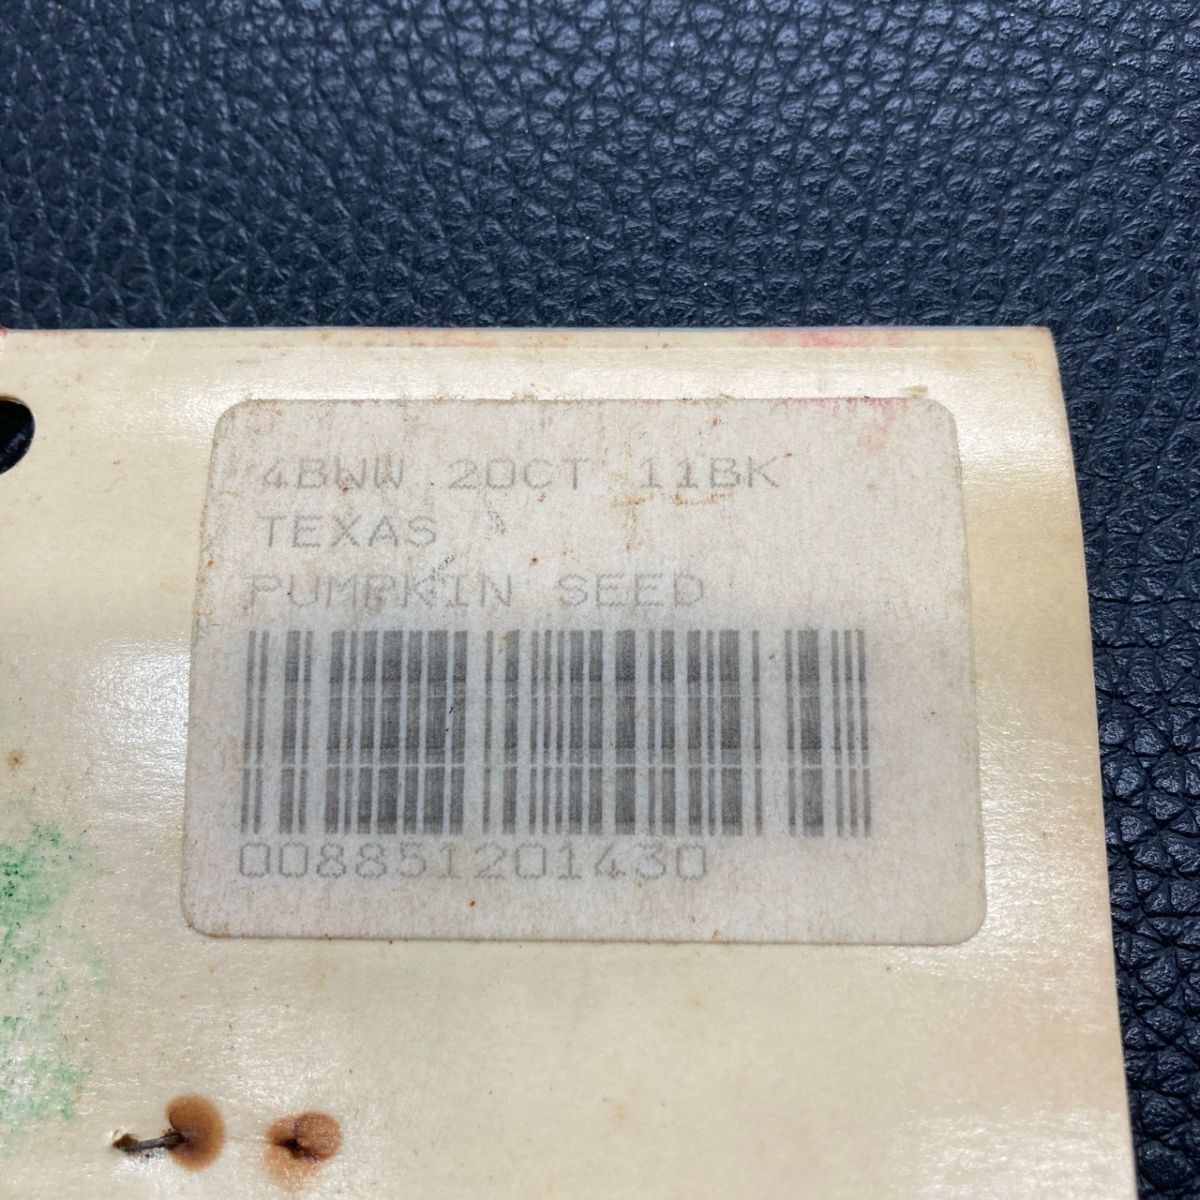 4BWW 20CT 11BK
TEXAS
PUMPKIN SEED
008851201430